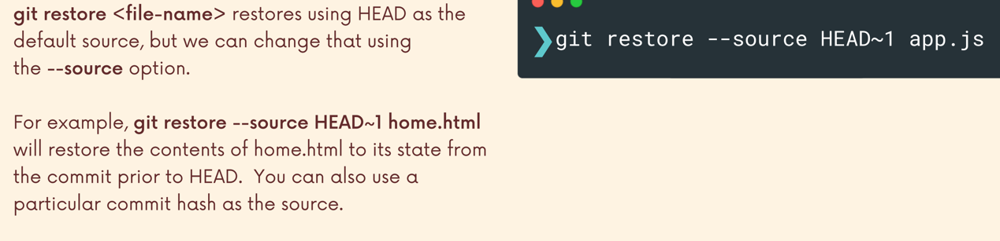 git restore <file-name> restores using HEAD as the
default source, but we can change that using
the --source option.
For example, git restore --source HEAD~1 home.html
will restore the contents of home.html to its state from
the commit prior to HEAD. You can also use a
particular commit hash as the source.
❯git restore --source HEAD~1 app.js